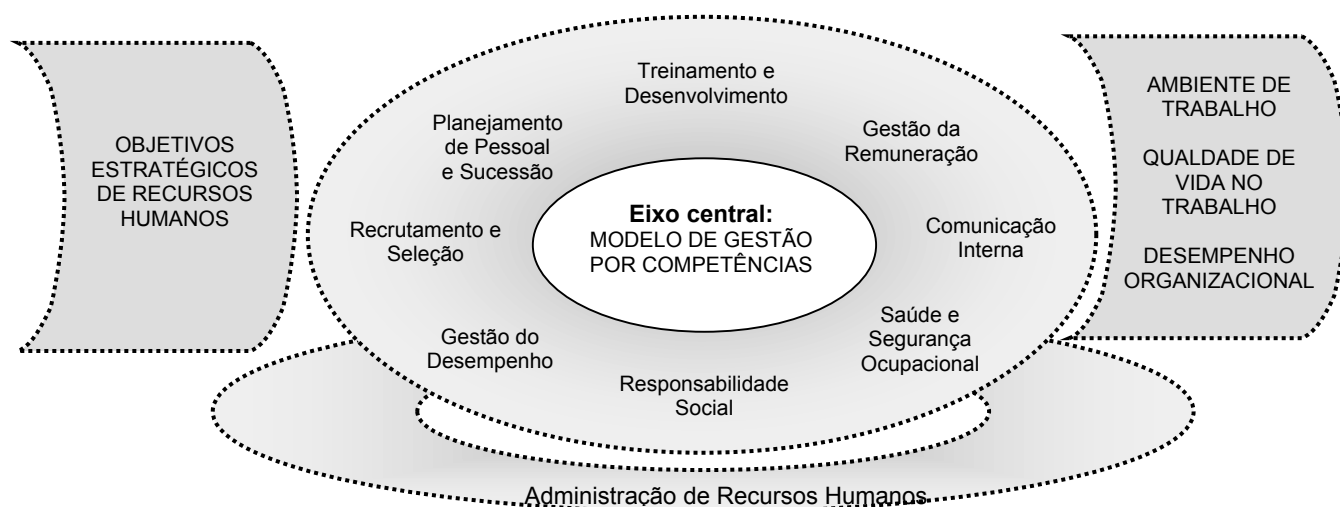 OBJETIVOS
ESTRATÉGICOS
DE RECURSOS
HUMANOS
Treinamento e
Desenvolvimento
Planejamento
de Pessoal
e Sucessão
Gestão da
Remuneração
Recrutamento e
Seleção
Eixo central:
MODELO DE GESTÃO
POR COMPETÊNCIAS
Comunicação
Interna
Gestão do
Desempenho
Responsabilidade
Social
Saúde e
Segurança
Ocupacional
AMBIENTE DE
TRABALHO
QUALDADE DE
VIDA NO
TRABALHO
DESEMPENHO
ORGANIZACIONAL
Administração de Recursos Humanos